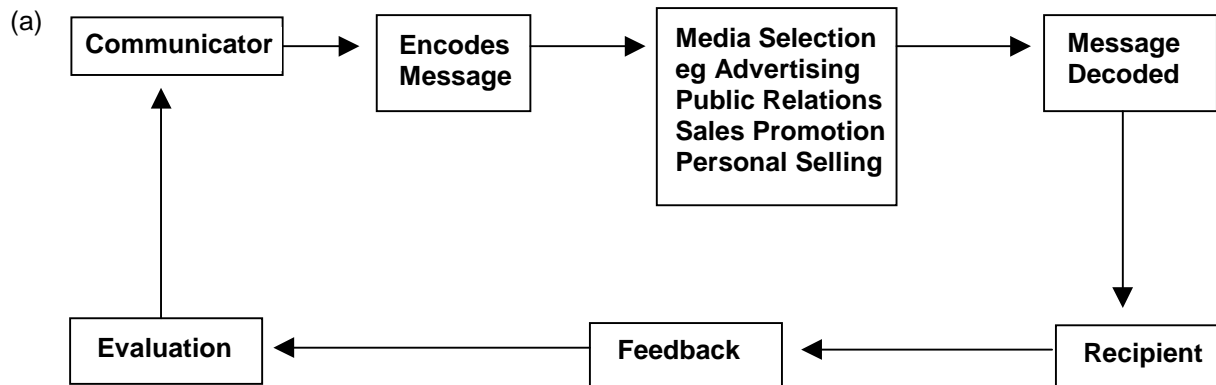 (a)
Communicator
Encodes
Message
Media Selection
eg Advertising
Public Relations
Sales Promotion
Personal Selling
Message
Decoded
Recipient
Feedback
Evaluation